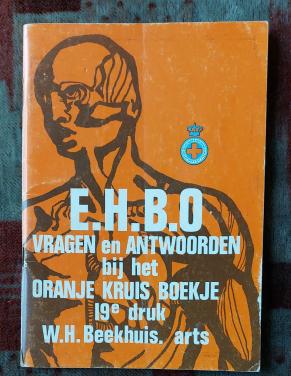 E.H.B.O
VRAGEN en ANTWOORDEN
bij het
ORANJE KRUIS BOEKJE
19e druk
W.H. Beekhuis. arts